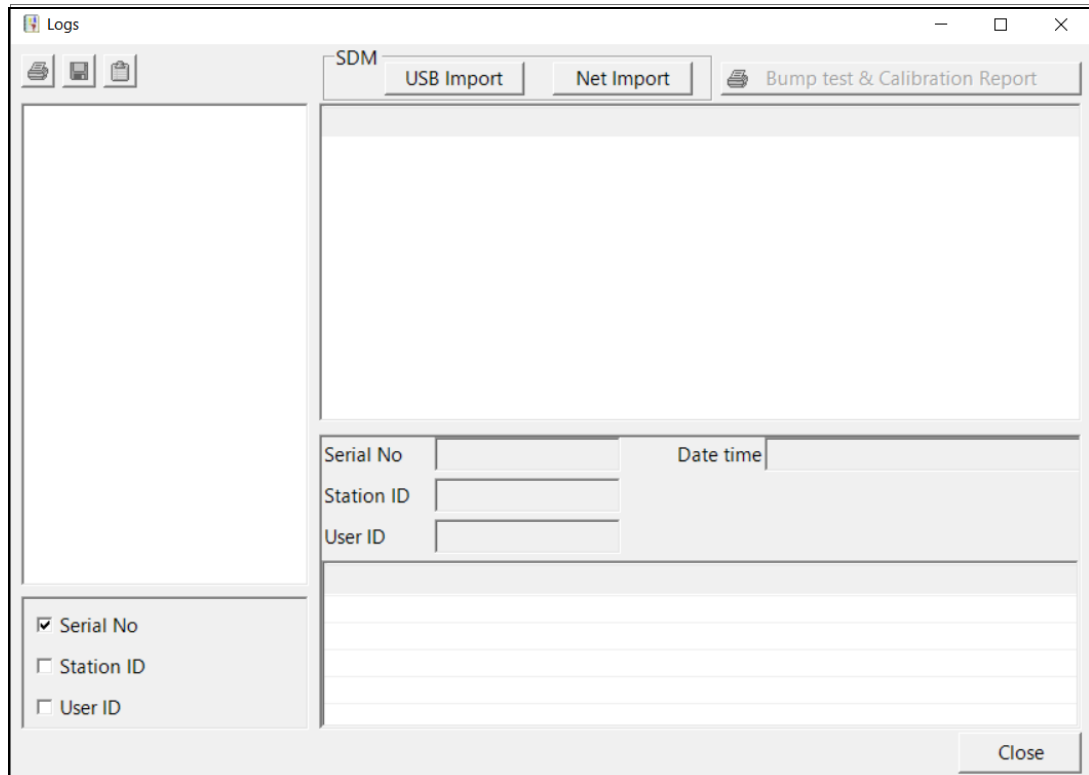 Logs
SDM
USB Import
Net Import
Bump test & Calibration Report
Serial No
Date time
Station ID
User ID
Serial No
Station ID
User ID
Close